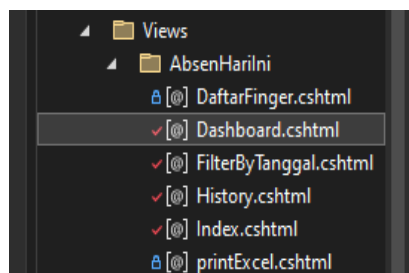 Views
AbsenHariIni
[@] DaftarFinger.cshtml
[@] Dashboard.cshtml
[@] FilterByTanggal.cshtml
[@] History.cshtml
[@] Index.cshtml
[@] printExcel.cshtml